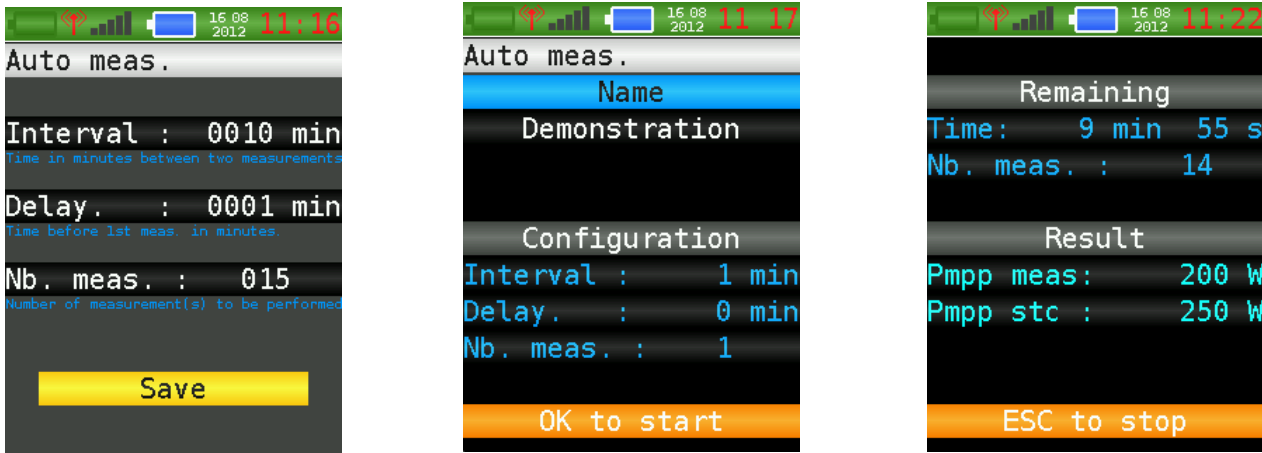 16 08
2012 11:16
Auto meas.
Interval : 0010 min
Time in minutes between two measurements
Delay. : 0001 min
Time before 1st meas. in minutes.
Nb. meas. : 015
Number of measurement(s) to be performed
Save
16 08
2012 11 17
Auto meas.
Name
Demonstration
Configuration
Interval : 1 min
Delay. : 0 min
Nb. meas. : 1
OK to start
16 08
2012 11:22
Remaining
Time: 9 min 55 s
Nb. meas. : 14
Result
Pmpp meas: 200 W
Pmpp stc : 250 W
ESC to stop